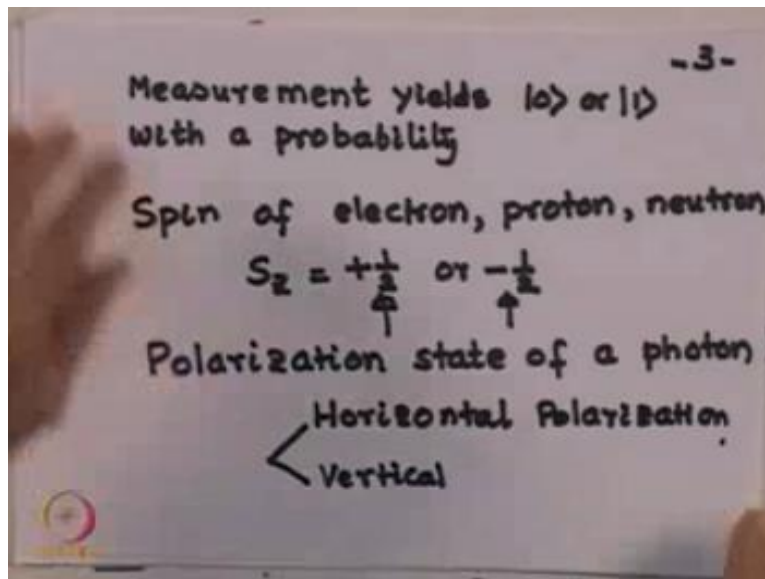 -3-
Measurement yields |0> or |1>
with a probability
Spin of electron, proton, neutron
Sz = +1/2 or -1/2
Polarization state of a photon
Horizontal Polarization
Vertical